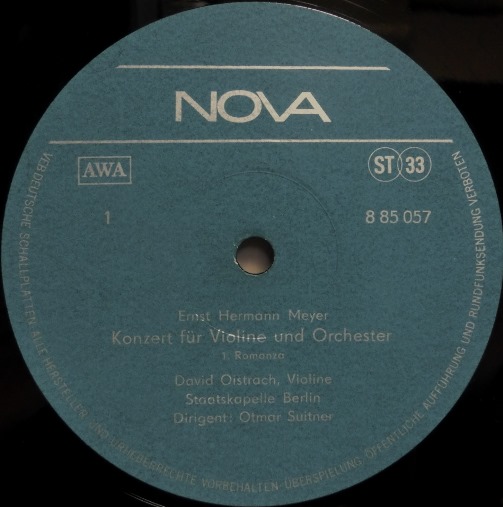 NOVA
AWA
ST 33
1
8 85 057
Ernst Hermann Meyer
Konzert für Violine und Orchester
1. Romanza
David Oistrach, Violine
Staatskapelle Berlin
Dirigent: Otmar Suitner
VEB DEUTSCHE SCHALLPLATTEN · ALLE HERSTELLER- UND URHEBERRECHTE VORBEHALTEN · ÜBERSPIELUNG, ÖFFENTLICHE AUFFÜHRUNG UND RUNDFUNKSENDUNG VERBOTEN